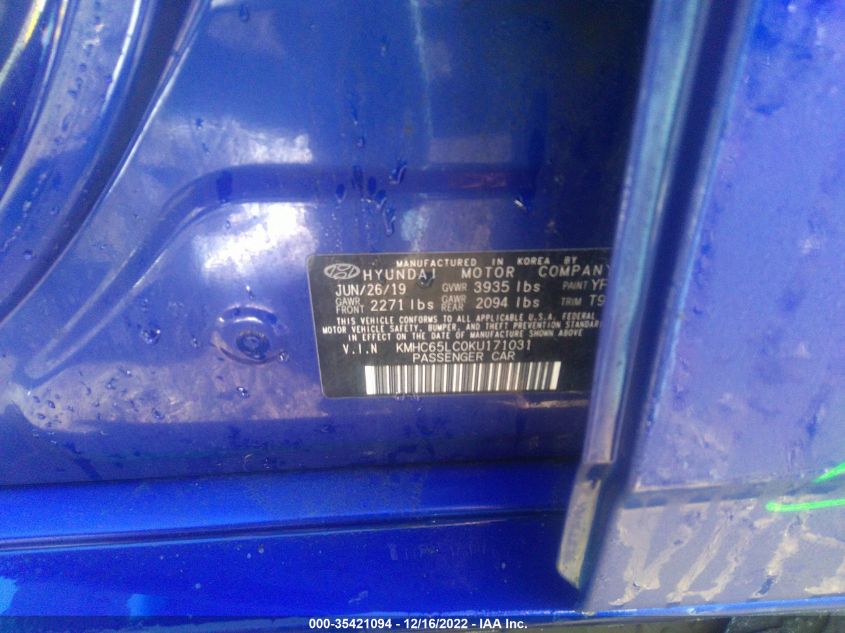 MANUFACTURED IN KOREA BY
HYUNDAI MOTOR COMPANY
JUN/26/19 GVWR 3935 lbs PAINT YF
GAWR FRONT 2271 lbs GAWR REAR 2094 lbs TRIM T9
THIS VEHICLE CONFORMS TO ALL APPLICABLE U.S.A. FEDERAL
MOTOR VEHICLE SAFETY, BUMPER, AND THEFT PREVENTION STANDARDS
IN EFFECT ON THE DATE OF MANUFACTURE SHOWN ABOVE
V.I.N KMHC65LC0KU171031
PASSENGER CAR
000-35421094 - 12/16/2022 - IAA Inc.